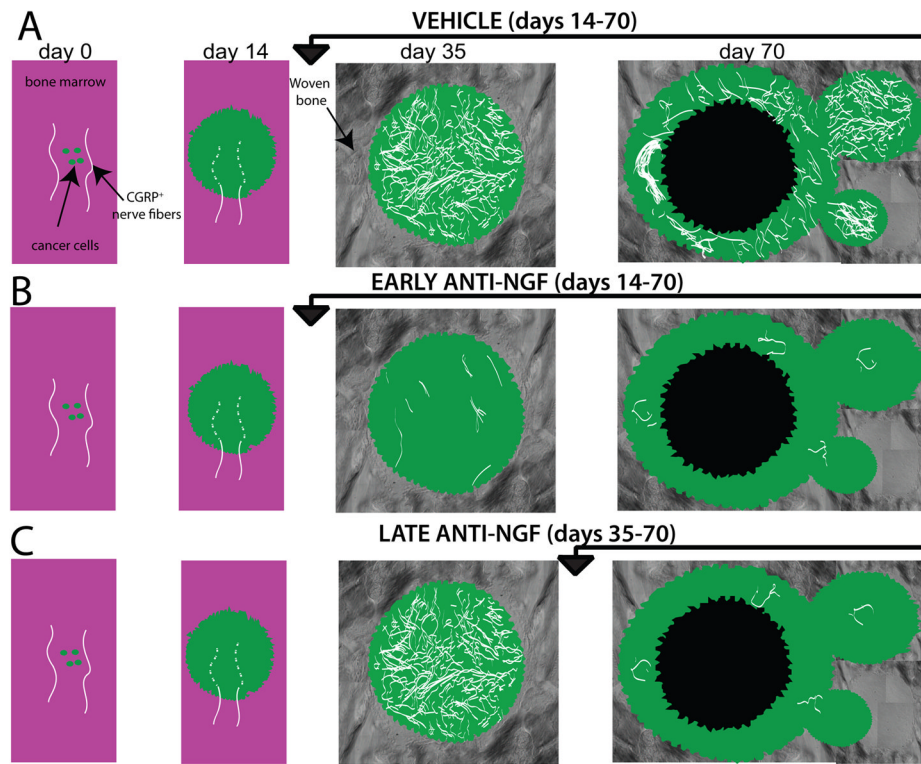 A
VEHICLE (days 14-70)
day 0
day 14
day 35
day 70
bone marrow
Woven
bone
CGRP+
nerve fibers
cancer cells
B
EARLY ANTI-NGF (days 14-70)
C
LATE ANTI-NGF (days 35-70)